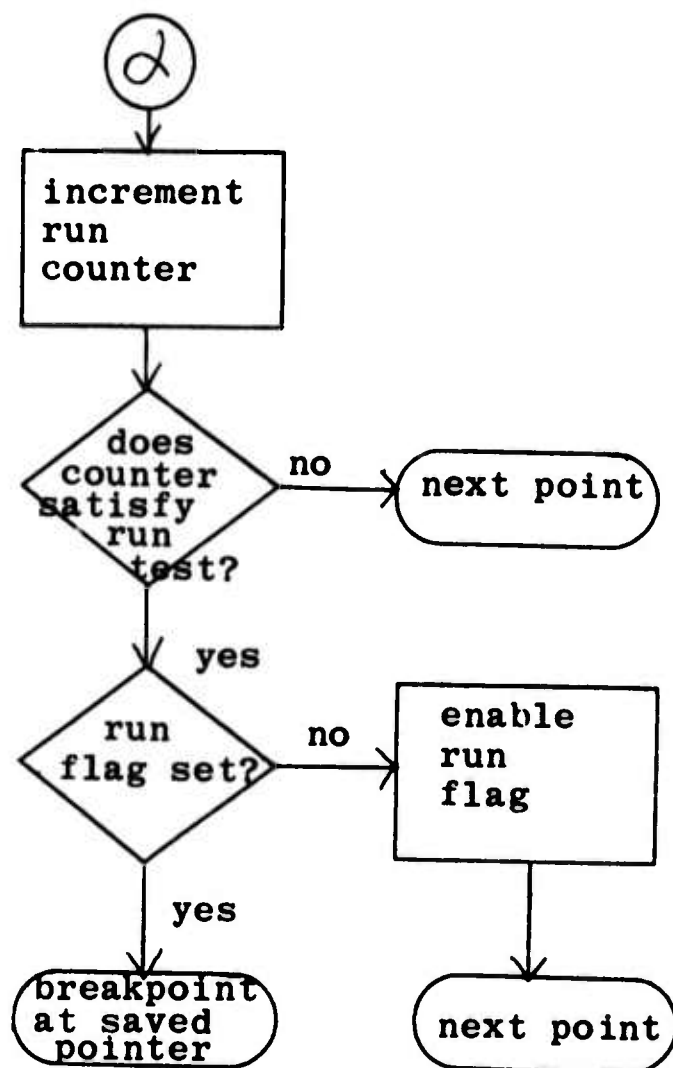 α
increment
run
counter
does
counter
satisfy
run
test?
no
next point
yes
run
flag set?
no
enable
run
flag
yes
breakpoint
at saved
pointer
next point